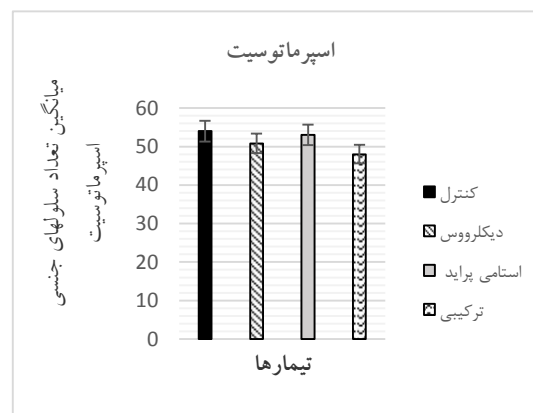 اسپرماتوسیت
میانگین تعداد سلولهای جنسی
اسپرماتوسیت
60
50
40
30
20
10
0
تیمارها
کنترل
دیکلرووس
استامی پراید
ترکیبی